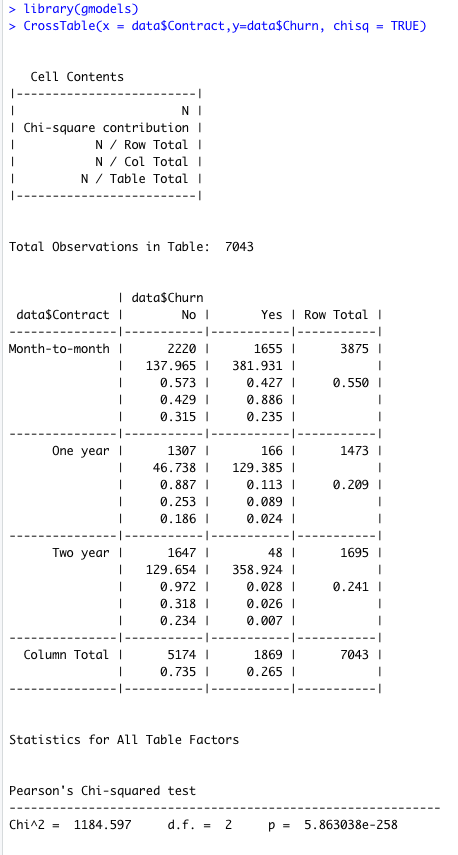 > library(gmodels)
> CrossTable(x = data$Contract,y=data$Churn, chisq = TRUE)
   Cell Contents
|-------------------------|
|                       N |
| Chi-square contribution |
|           N / Row Total |
|           N / Col Total |
|         N / Table Total |
|-------------------------|
Total Observations in Table:  7043
               | data$Churn
 data$Contract |        No |       Yes | Row Total |
---------------|-----------|-----------|-----------|
Month-to-month |      2220 |      1655 |      3875 |
               |   137.965 |   381.931 |           |
               |     0.573 |     0.427 |     0.550 |
               |     0.429 |     0.886 |           |
               |     0.315 |     0.235 |           |
---------------|-----------|-----------|-----------|
      One year |      1307 |       166 |      1473 |
               |    46.738 |   129.385 |           |
               |     0.887 |     0.113 |     0.209 |
               |     0.253 |     0.089 |           |
               |     0.186 |     0.024 |           |
---------------|-----------|-----------|-----------|
      Two year |      1647 |        48 |      1695 |
               |   129.654 |   358.924 |           |
               |     0.972 |     0.028 |     0.241 |
               |     0.318 |     0.026 |           |
               |     0.234 |     0.007 |           |
---------------|-----------|-----------|-----------|
  Column Total |      5174 |      1869 |      7043 |
               |     0.735 |     0.265 |           |
---------------|-----------|-----------|-----------|
Statistics for All Table Factors
Pearson's Chi-squared test
------------------------------------------------------------
Chi^2 =  1184.597     d.f. =  2     p =  5.863038e-258